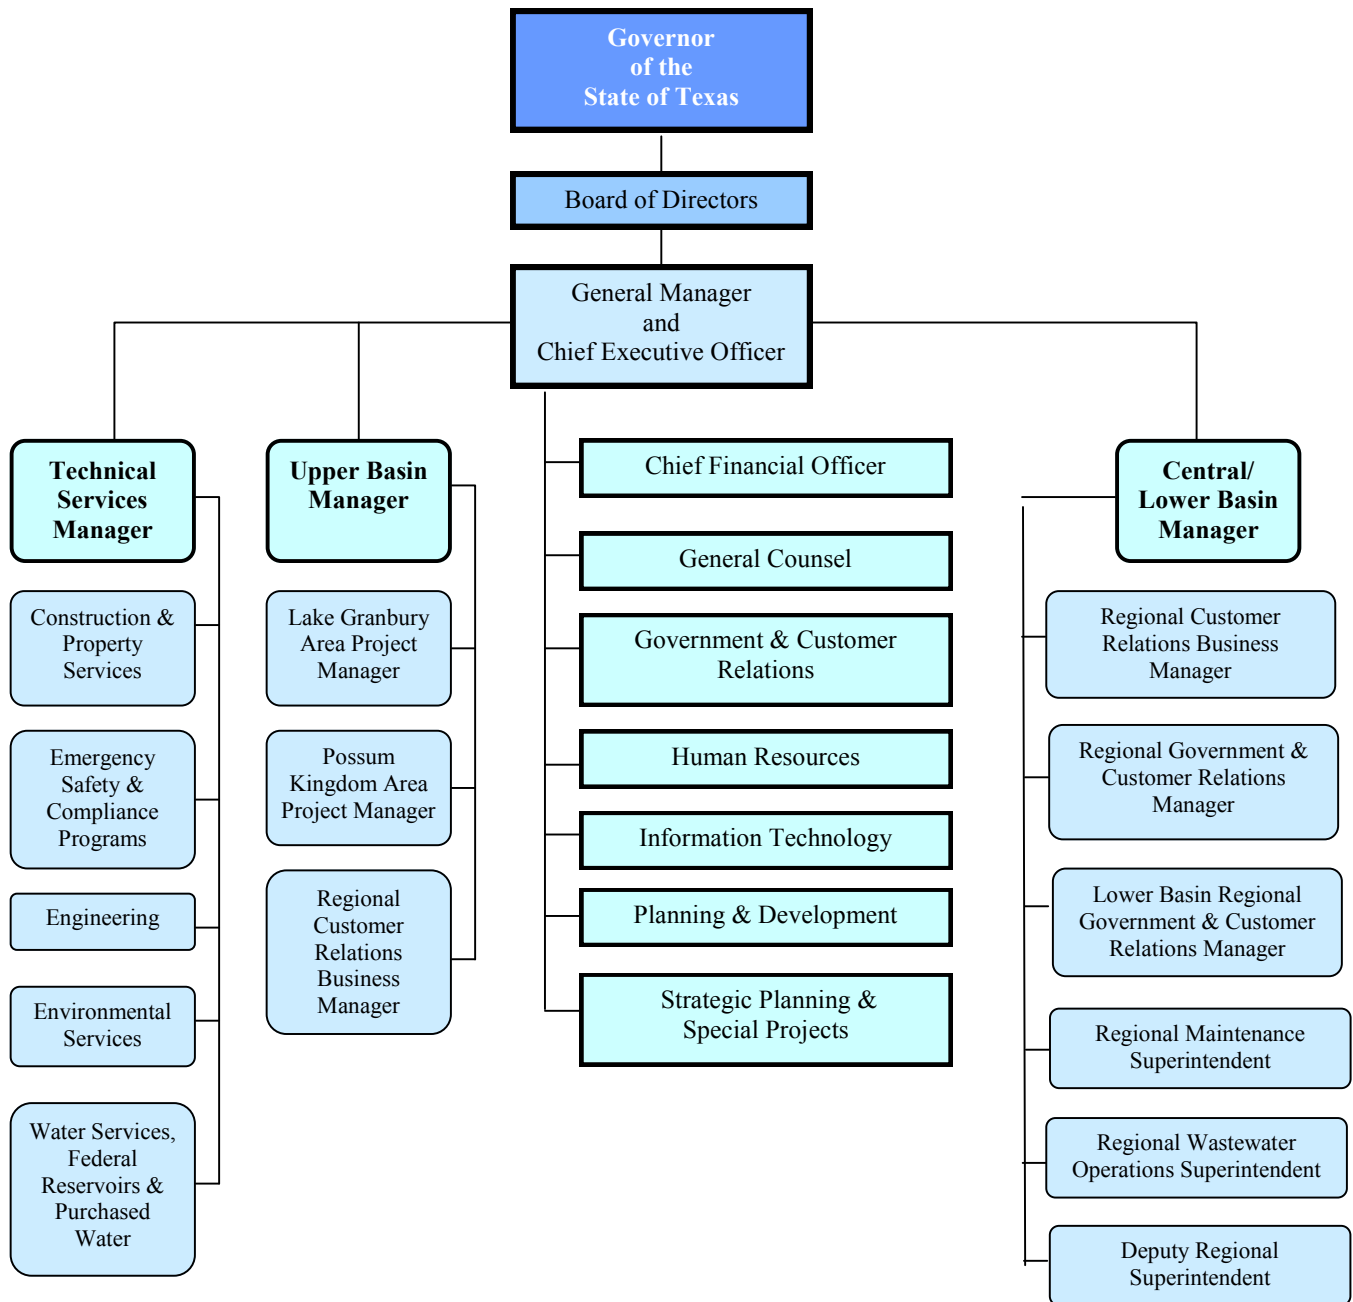 Governor
of the
State of Texas
Board of Directors
General Manager
and
Chief Executive Officer
Technical
Services
Manager
Construction &
Property
Services
Emergency
Safety &
Compliance
Programs
Engineering
Environmental
Services
Water Services,
Federal
Reservoirs &
Purchased
Water
Upper Basin
Manager
Lake Granbury
Area Project
Manager
Possum
Kingdom Area
Project Manager
Regional
Customer
Relations
Business
Manager
Chief Financial Officer
General Counsel
Government & Customer
Relations
Human Resources
Information Technology
Planning & Development
Strategic Planning &
Special Projects
Central/
Lower Basin
Manager
Regional Customer
Relations Business
Manager
Regional Government &
Customer Relations
Manager
Lower Basin Regional
Government & Customer
Relations Manager
Regional Maintenance
Superintendent
Regional Wastewater
Operations Superintendent
Deputy Regional
Superintendent